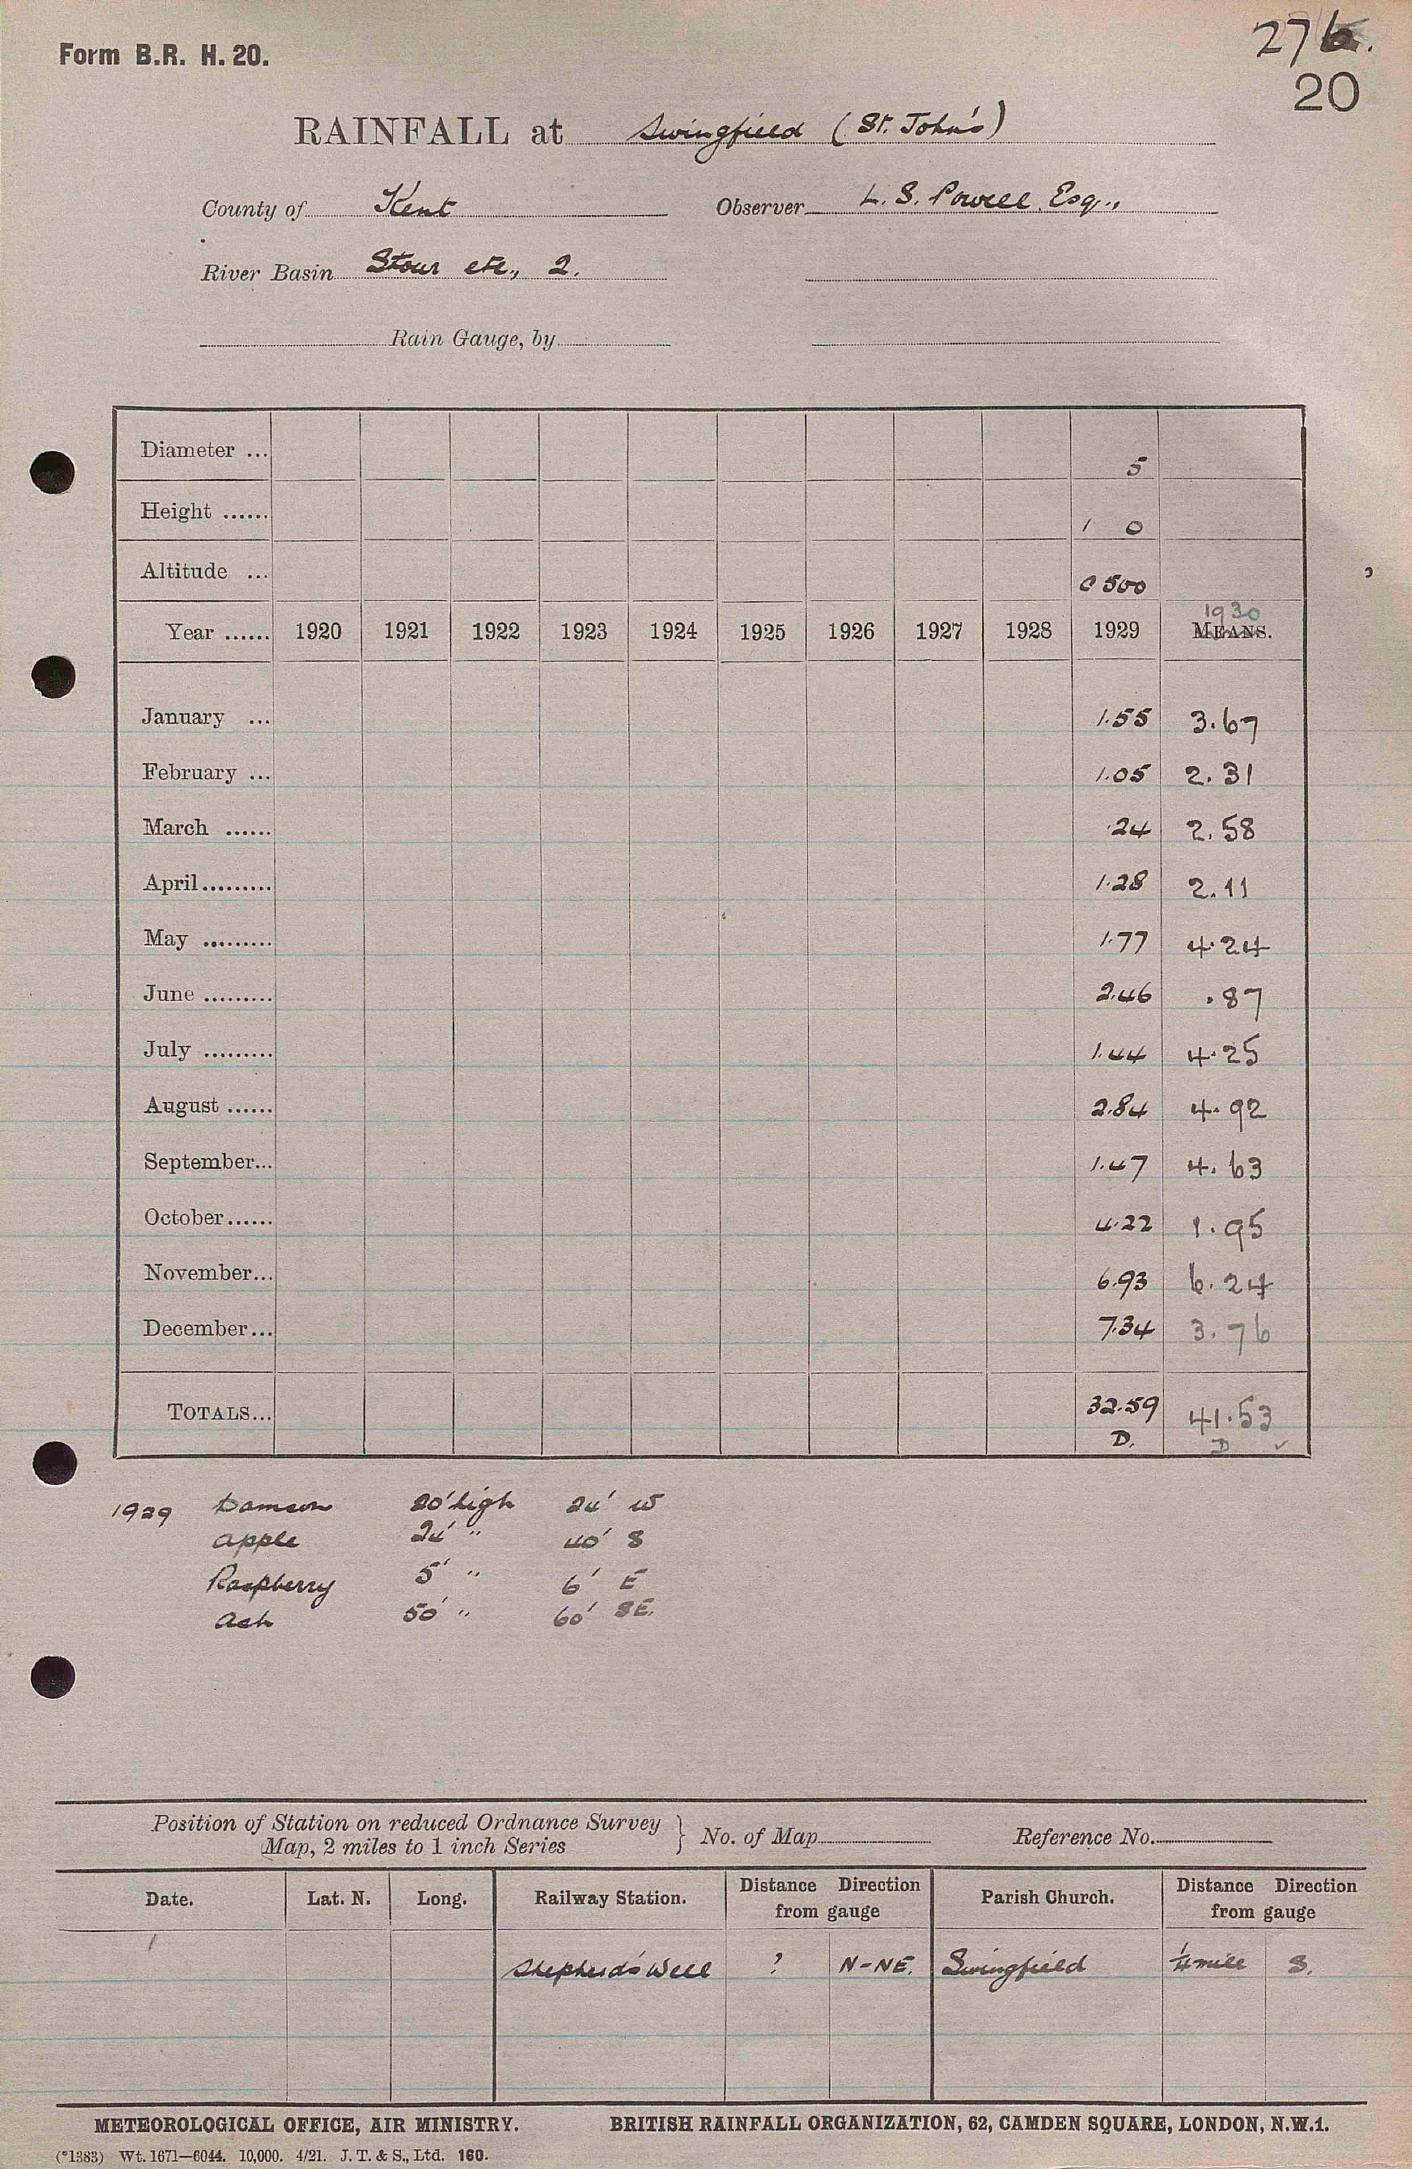 Form B.R. H. 20.
276.
20
RAINFALL at Swingfield (St. John's)
County of Kent Observer L. S. Powell Esq.,
River Basin Stour etc., 2.
Rain Gauge, by
Diameter ... 5
Height ...... 1 0
Altitude ... C 500
1930
Year ...... 1920 1921 1922 1923 1924 1925 1926 1927 1928 1929 MEANS.
January ... 1.55 3.67
February ... 1.05 2.31
March ...... .24 2.58
April......... 1.28 2.11
May ......... 1.77 4.24
June ......... 2.46 .87
July ......... 1.44 4.25
August ...... 2.84 4.92
September... 1.47 4.63
October...... 4.22 1.95
November... 6.93 6.24
December... 7.34 3.76
TOTALS... 32.59 41.53
D. D ✓
1929 Damson 20' high 24' W
apple 24' " 40' S
Raspberry 5' " 6' E
Ash 50' " 60' SE.
Position of Station on reduced Ordnance Survey
Map, 2 miles to 1 inch Series } No. of Map Reference No.
Date. Lat. N. Long. Railway Station. Distance Direction from gauge Parish Church. Distance Direction from gauge
Shepherd's Well ? N-NE. Swingfield ¼ mile S.
METEOROLOGICAL OFFICE, AIR MINISTRY. BRITISH RAINFALL ORGANIZATION, 62, CAMDEN SQUARE, LONDON, N.W.1.
(*1383) Wt. 1671—6044. 10,000. 4/21. J. T. & S., Ltd. 160.